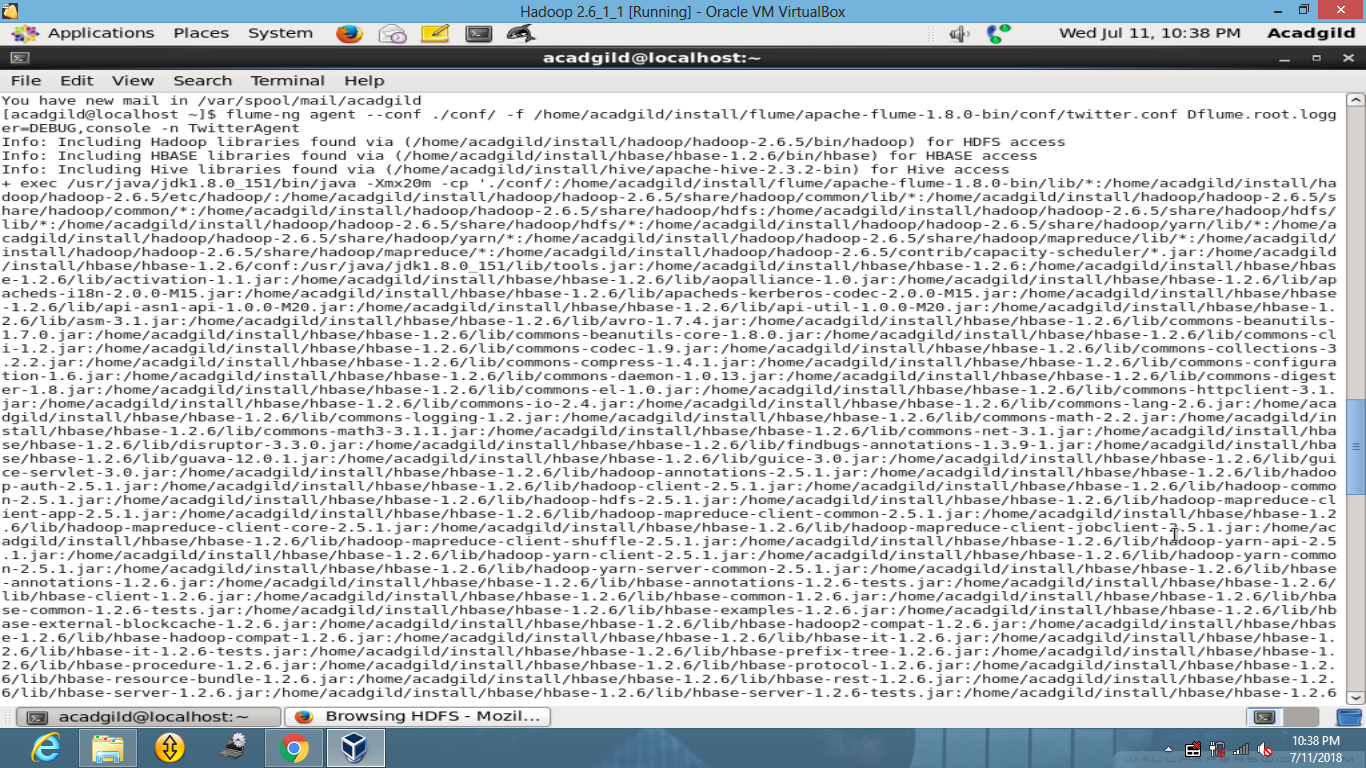 Hadoop 2.6_1_1 [Running] - Oracle VM VirtualBox
Applications Places System Wed Jul 11, 10:38 PM Acadgild
acadgild@localhost:~
File Edit View Search Terminal Help
You have new mail in /var/spool/mail/acadgild
[acadgild@localhost ~]$ flume-ng agent --conf ./conf/ -f /home/acadgild/install/flume/apache-flume-1.8.0-bin/conf/twitter.conf Dflume.root.logg
er=DEBUG,console -n TwitterAgent
Info: Including Hadoop libraries found via (/home/acadgild/install/hadoop/hadoop-2.6.5/bin/hadoop) for HDFS access
Info: Including HBASE libraries found via (/home/acadgild/install/hbase/hbase-1.2.6/bin/hbase) for HBASE access
Info: Including Hive libraries found via (/home/acadgild/install/hive/apache-hive-2.3.2-bin) for Hive access
+ exec /usr/java/jdk1.8.0_151/bin/java -Xmx20m -cp './conf/:/home/acadgild/install/flume/apache-flume-1.8.0-bin/lib/*:/home/acadgild/install/ha
doop/hadoop-2.6.5/etc/hadoop/:/home/acadgild/install/hadoop/hadoop-2.6.5/share/hadoop/common/lib/*:/home/acadgild/install/hadoop/hadoop-2.6.5/s
hare/hadoop/common/*:/home/acadgild/install/hadoop/hadoop-2.6.5/share/hadoop/hdfs:/home/acadgild/install/hadoop/hadoop-2.6.5/share/hadoop/hdfs/
lib/*:/home/acadgild/install/hadoop/hadoop-2.6.5/share/hadoop/hdfs/*:/home/acadgild/install/hadoop/hadoop-2.6.5/share/hadoop/yarn/lib/*:/home/a
cadgild/install/hadoop/hadoop-2.6.5/share/hadoop/yarn/*:/home/acadgild/install/hadoop/hadoop-2.6.5/share/hadoop/mapreduce/lib/*:/home/acadgild/
install/hadoop/hadoop-2.6.5/share/hadoop/mapreduce/*:/home/acadgild/install/hadoop/hadoop-2.6.5/contrib/capacity-scheduler/*.jar:/home/acadgild
/install/hbase/hbase-1.2.6/conf:/usr/java/jdk1.8.0_151/lib/tools.jar:/home/acadgild/install/hbase/hbase-1.2.6:/home/acadgild/install/hbase/hbas
e-1.2.6/lib/activation-1.1.jar:/home/acadgild/install/hbase/hbase-1.2.6/lib/aopalliance-1.0.jar:/home/acadgild/install/hbase/hbase-1.2.6/lib/ap
acheds-i18n-2.0.0-M15.jar:/home/acadgild/install/hbase/hbase-1.2.6/lib/apacheds-kerberos-codec-2.0.0-M15.jar:/home/acadgild/install/hbase/hbase
-1.2.6/lib/api-asn1-api-1.0.0-M20.jar:/home/acadgild/install/hbase/hbase-1.2.6/lib/api-util-1.0.0-M20.jar:/home/acadgild/install/hbase/hbase-1.
2.6/lib/asm-3.1.jar:/home/acadgild/install/hbase/hbase-1.2.6/lib/avro-1.7.4.jar:/home/acadgild/install/hbase/hbase-1.2.6/lib/commons-beanutils-
1.7.0.jar:/home/acadgild/install/hbase/hbase-1.2.6/lib/commons-beanutils-core-1.8.0.jar:/home/acadgild/install/hbase/hbase-1.2.6/lib/commons-cl
i-1.2.jar:/home/acadgild/install/hbase/hbase-1.2.6/lib/commons-codec-1.9.jar:/home/acadgild/install/hbase/hbase-1.2.6/lib/commons-collections-3
.2.2.jar:/home/acadgild/install/hbase/hbase-1.2.6/lib/commons-compress-1.4.1.jar:/home/acadgild/install/hbase/hbase-1.2.6/lib/commons-configura
tion-1.6.jar:/home/acadgild/install/hbase/hbase-1.2.6/lib/commons-daemon-1.0.13.jar:/home/acadgild/install/hbase/hbase-1.2.6/lib/commons-digest
er-1.8.jar:/home/acadgild/install/hbase/hbase-1.2.6/lib/commons-el-1.0.jar:/home/acadgild/install/hbase/hbase-1.2.6/lib/commons-httpclient-3.1.
jar:/home/acadgild/install/hbase/hbase-1.2.6/lib/commons-io-2.4.jar:/home/acadgild/install/hbase/hbase-1.2.6/lib/commons-lang-2.6.jar:/home/aca
dgild/install/hbase/hbase-1.2.6/lib/commons-logging-1.2.jar:/home/acadgild/install/hbase/hbase-1.2.6/lib/commons-math-2.2.jar:/home/acadgild/in
stall/hbase/hbase-1.2.6/lib/commons-math3-3.1.1.jar:/home/acadgild/install/hbase/hbase-1.2.6/lib/commons-net-3.1.jar:/home/acadgild/install/hba
se/hbase-1.2.6/lib/disruptor-3.3.0.jar:/home/acadgild/install/hbase/hbase-1.2.6/lib/findbugs-annotations-1.3.9-1.jar:/home/acadgild/install/hba
se/hbase-1.2.6/lib/guava-12.0.1.jar:/home/acadgild/install/hbase/hbase-1.2.6/lib/guice-3.0.jar:/home/acadgild/install/hbase/hbase-1.2.6/lib/gui
ce-servlet-3.0.jar:/home/acadgild/install/hbase/hbase-1.2.6/lib/hadoop-annotations-2.5.1.jar:/home/acadgild/install/hbase/hbase-1.2.6/lib/hadoo
p-auth-2.5.1.jar:/home/acadgild/install/hbase/hbase-1.2.6/lib/hadoop-client-2.5.1.jar:/home/acadgild/install/hbase/hbase-1.2.6/lib/hadoop-commo
n-2.5.1.jar:/home/acadgild/install/hbase/hbase-1.2.6/lib/hadoop-hdfs-2.5.1.jar:/home/acadgild/install/hbase/hbase-1.2.6/lib/hadoop-mapreduce-cl
ient-app-2.5.1.jar:/home/acadgild/install/hbase/hbase-1.2.6/lib/hadoop-mapreduce-client-common-2.5.1.jar:/home/acadgild/install/hbase/hbase-1.2
.6/lib/hadoop-mapreduce-client-core-2.5.1.jar:/home/acadgild/install/hbase/hbase-1.2.6/lib/hadoop-mapreduce-client-jobclient-2.5.1.jar:/home/ac
adgild/install/hbase/hbase-1.2.6/lib/hadoop-mapreduce-client-shuffle-2.5.1.jar:/home/acadgild/install/hbase/hbase-1.2.6/lib/hadoop-yarn-api-2.5
.1.jar:/home/acadgild/install/hbase/hbase-1.2.6/lib/hadoop-yarn-client-2.5.1.jar:/home/acadgild/install/hbase/hbase-1.2.6/lib/hadoop-yarn-commo
n-2.5.1.jar:/home/acadgild/install/hbase/hbase-1.2.6/lib/hadoop-yarn-server-common-2.5.1.jar:/home/acadgild/install/hbase/hbase-1.2.6/lib/hbase
-annotations-1.2.6.jar:/home/acadgild/install/hbase/hbase-1.2.6/lib/hbase-annotations-1.2.6-tests.jar:/home/acadgild/install/hbase/hbase-1.2.6/
lib/hbase-client-1.2.6.jar:/home/acadgild/install/hbase/hbase-1.2.6/lib/hbase-common-1.2.6.jar:/home/acadgild/install/hbase/hbase-1.2.6/lib/hba
se-common-1.2.6-tests.jar:/home/acadgild/install/hbase/hbase-1.2.6/lib/hbase-examples-1.2.6.jar:/home/acadgild/install/hbase/hbase-1.2.6/lib/hb
ase-external-blockcache-1.2.6.jar:/home/acadgild/install/hbase/hbase-1.2.6/lib/hbase-hadoop2-compat-1.2.6.jar:/home/acadgild/install/hbase/hbas
e-1.2.6/lib/hbase-hadoop-compat-1.2.6.jar:/home/acadgild/install/hbase/hbase-1.2.6/lib/hbase-it-1.2.6.jar:/home/acadgild/install/hbase/hbase-1.
2.6/lib/hbase-it-1.2.6-tests.jar:/home/acadgild/install/hbase/hbase-1.2.6/lib/hbase-prefix-tree-1.2.6.jar:/home/acadgild/install/hbase/hbase-1.
2.6/lib/hbase-procedure-1.2.6.jar:/home/acadgild/install/hbase/hbase-1.2.6/lib/hbase-protocol-1.2.6.jar:/home/acadgild/install/hbase/hbase-1.2.
6/lib/hbase-resource-bundle-1.2.6.jar:/home/acadgild/install/hbase/hbase-1.2.6/lib/hbase-rest-1.2.6.jar:/home/acadgild/install/hbase/hbase-1.2.
6/lib/hbase-server-1.2.6.jar:/home/acadgild/install/hbase/hbase-1.2.6/lib/hbase-server-1.2.6-tests.jar:/home/acadgild/install/hbase/hbase-1.2.6
acadgild@localhost:~ Browsing HDFS - Mozil...
10:38 PM
7/11/2018